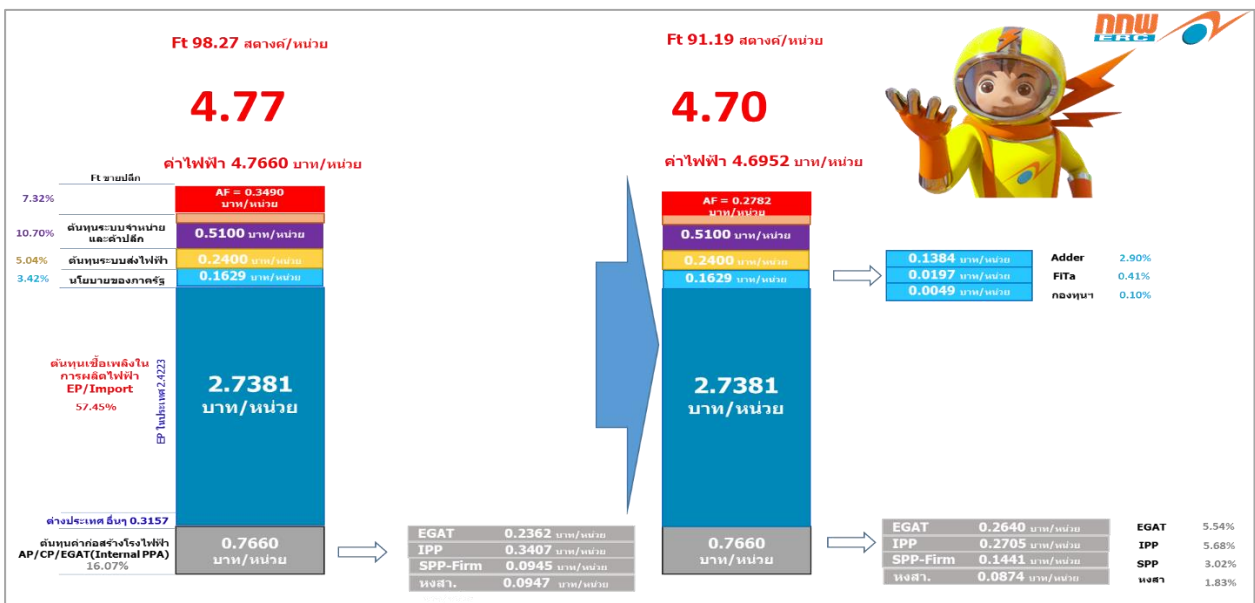 กกพ
ERC
Ft 98.27 สตางค์/หน่วย
4.77
ค่าไฟฟ้า 4.7660 บาท/หน่วย
Ft ขายปลีก
7.32%
AF = 0.3490
บาท/หน่วย
10.70%
ต้นทุนระบบจำหน่าย
และค้าปลีก
0.5100 บาท/หน่วย
5.04%
ต้นทุนระบบส่งไฟฟ้า
0.2400 บาท/หน่วย
3.42%
นโยบายของภาครัฐ
0.1629 บาท/หน่วย
ต้นทุนเชื้อเพลิงใน
การผลิตไฟฟ้า
EP/Import
57.45%
EP ในประเทศ 2.4223
2.7381
บาท/หน่วย
ต่างประเทศ อื่นๆ 0.3157
ต้นทุนค่าก่อสร้างโรงไฟฟ้า
AP/CP/EGAT(Internal PPA)
16.07%
0.7660
บาท/หน่วย
EGAT 0.2362 บาท/หน่วย
IPP 0.3407 บาท/หน่วย
SPP-Firm 0.0945 บาท/หน่วย
หงสา. 0.0947 บาท/หน่วย
Ft 91.19 สตางค์/หน่วย
4.70
ค่าไฟฟ้า 4.6952 บาท/หน่วย
AF = 0.2782
บาท/หน่วย
0.5100 บาท/หน่วย
0.2400 บาท/หน่วย
0.1629 บาท/หน่วย
2.7381
บาท/หน่วย
0.7660
บาท/หน่วย
0.1384 บาท/หน่วย Adder 2.90%
0.0197 บาท/หน่วย FiTa 0.41%
0.0049 บาท/หน่วย กองทุนฯ 0.10%
EGAT 0.2640 บาท/หน่วย EGAT 5.54%
IPP 0.2705 บาท/หน่วย IPP 5.68%
SPP-Firm 0.1441 บาท/หน่วย SPP 3.02%
หงสา. 0.0874 บาท/หน่วย หงสา 1.83%